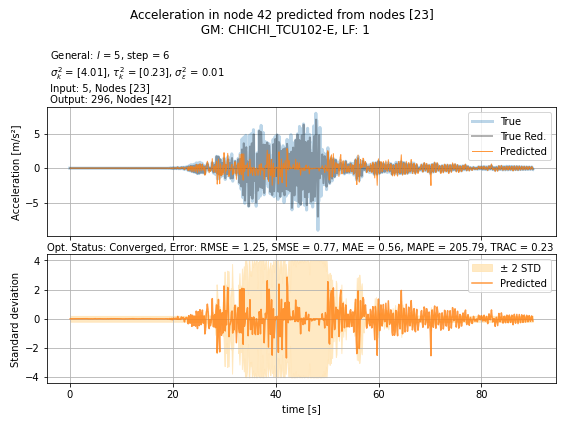 Acceleration in node 42 predicted from nodes [23]
GM: CHICHI_TCU102-E, LF: 1
General: l = 5, step = 6
σ²ₖ = [4.01], τ²ₖ = [0.23], σ²ε = 0.01
Input: 5, Nodes [23]
Output: 296, Nodes [42]
Acceleration [m/s²]
5
0
−5
True
True Red.
Predicted
Opt. Status: Converged, Error: RMSE = 1.25, SMSE = 0.77, MAE = 0.56, MAPE = 205.79, TRAC = 0.23
Standard deviation
4
2
0
−2
−4
± 2 STD
Predicted
0 20 40 60 80
time [s]